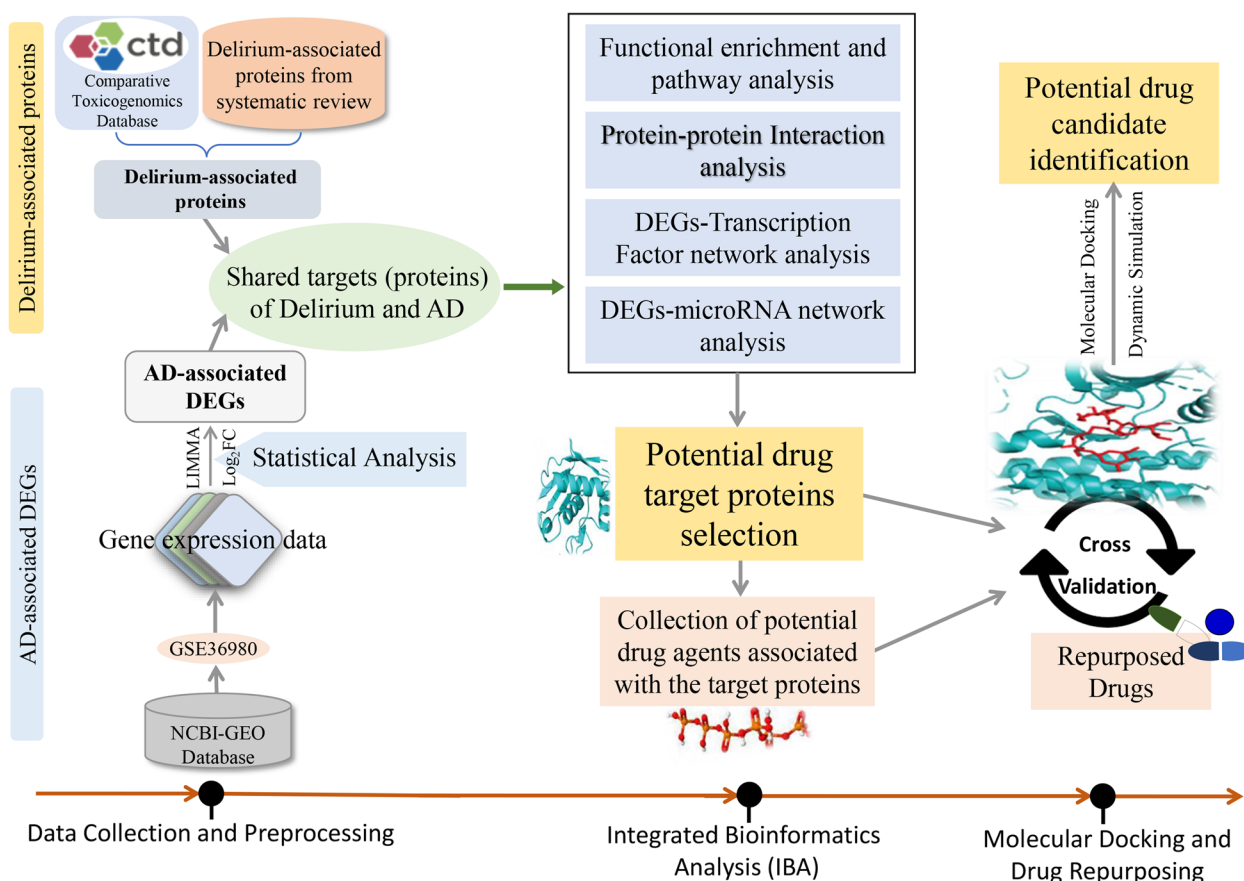 Delirium-associated proteins
ctd
Comparative
Toxicogenomics
Database
Delirium-associated
proteins from
systematic review
Delirium-associated
proteins
Shared targets (proteins)
of Delirium and AD
AD-associated DEGs
AD-associated
DEGs
LIMMA
Log₂FC
Statistical Analysis
Gene expression data
GSE36980
NCBI-GEO
Database
Functional enrichment and
pathway analysis
Protein-protein Interaction
analysis
DEGs-Transcription
Factor network analysis
DEGs-microRNA network
analysis
Potential drug
target proteins
selection
Collection of potential
drug agents associated
with the target proteins
Potential drug
candidate
identification
Molecular Docking
Dynamic Simulation
Cross
Validation
Repurposed
Drugs
Data Collection and Preprocessing
Integrated Bioinformatics
Analysis (IBA)
Molecular Docking and
Drug Repurposing